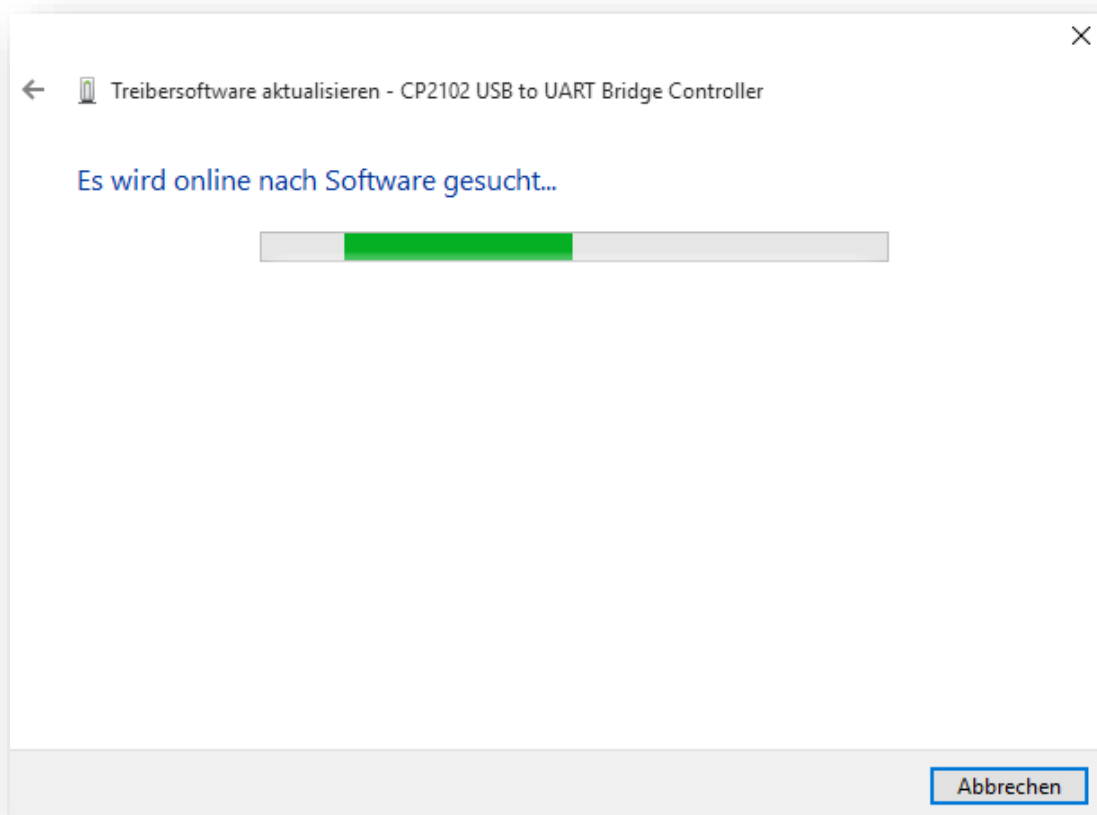 Treibersoftware aktualisieren - CP2102 USB to UART Bridge Controller
Es wird online nach Software gesucht...
Abbrechen